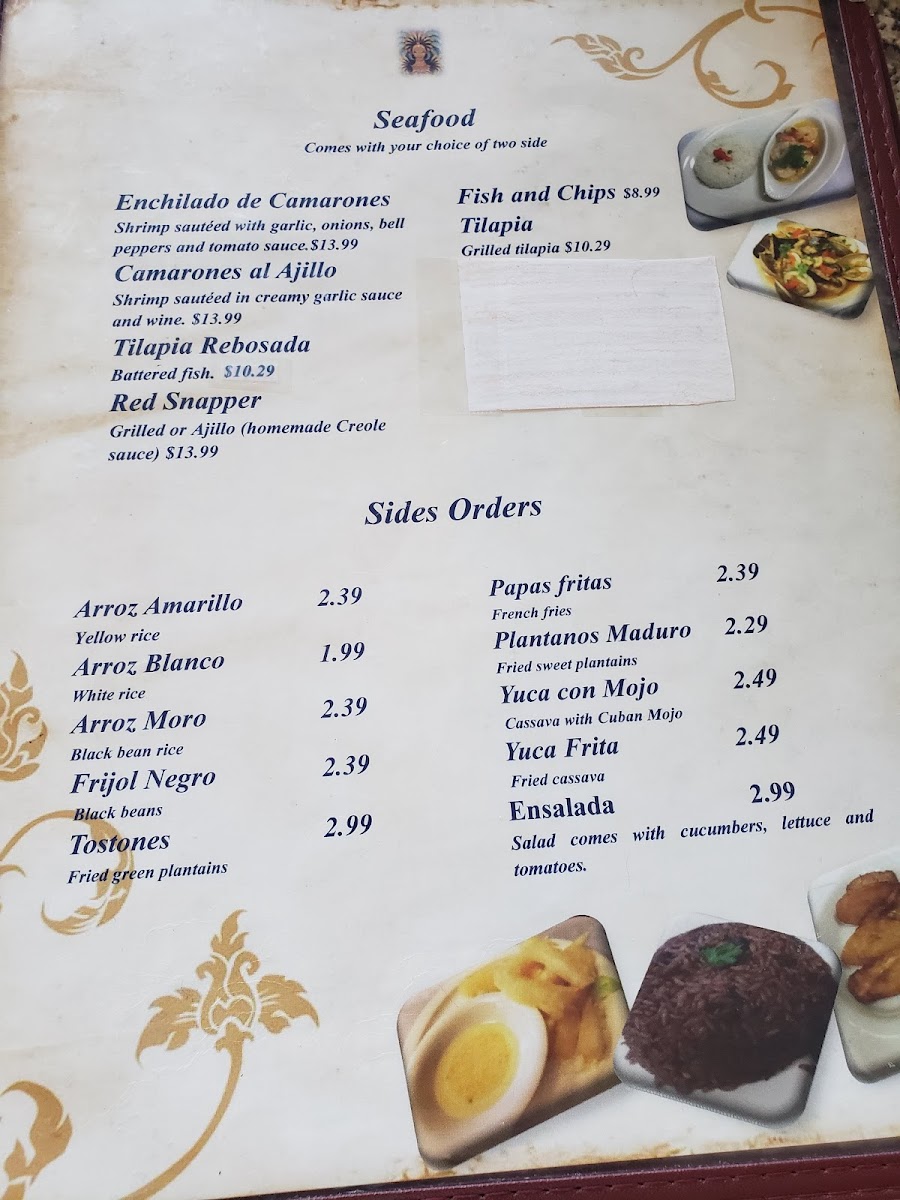 Seafood
Comes with your choice of two side
Enchilado de Camarones
Shrimp sautéed with garlic, onions, bell
peppers and tomato sauce.$13.99
Camarones al Ajillo
Shrimp sautéed in creamy garlic sauce
and wine. $13.99
Tilapia Rebosada
Battered fish. $10.29
Red Snapper
Grilled or Ajillo (homemade Creole
sauce) $13.99
Fish and Chips $8.99
Tilapia
Grilled tilapia $10.29
Sides Orders
Arroz Amarillo 2.39
Yellow rice
Arroz Blanco 1.99
White rice
Arroz Moro 2.39
Black bean rice
Frijol Negro 2.39
Black beans
Tostones 2.99
Fried green plantains
Papas fritas 2.39
French fries
Plantanos Maduro 2.29
Fried sweet plantains
Yuca con Mojo 2.49
Cassava with Cuban Mojo
Yuca Frita 2.49
Fried cassava
Ensalada 2.99
Salad comes with cucumbers, lettuce and
tomatoes.